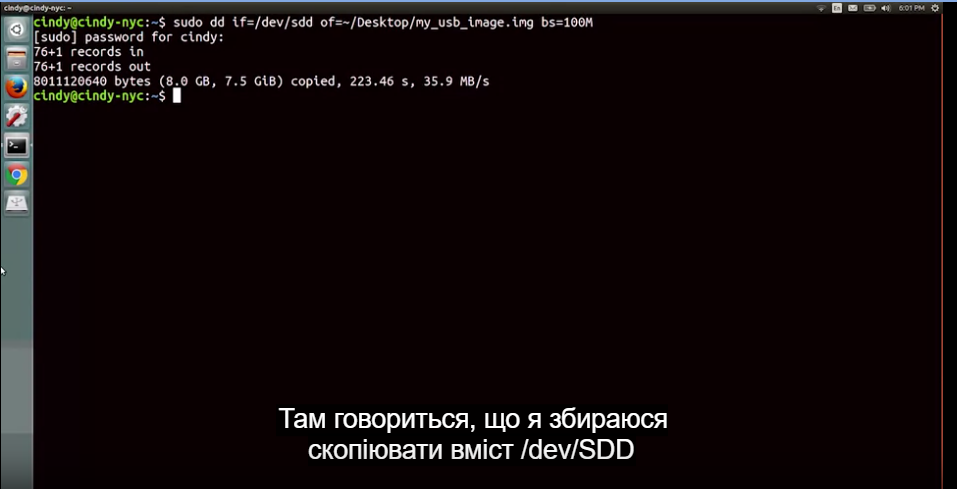 cindy@cindy-nyc: ~
En
6:01 PM
cindy@cindy-nyc:~$ sudo dd if=/dev/sdd of=~/Desktop/my_usb_image.img bs=100M
[sudo] password for cindy:
76+1 records in
76+1 records out
8011120640 bytes (8.0 GB, 7.5 GiB) copied, 223.46 s, 35.9 MB/s
cindy@cindy-nyc:~$
Там говориться, що я збираюся
скопіювати вміст /dev/SDD